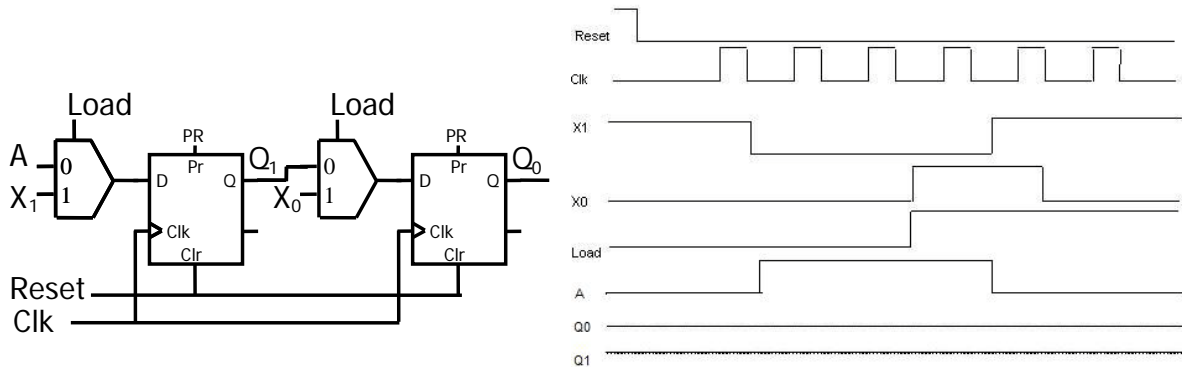 Load Load
PR PR
A 0 Pr Q₁ 0 Pr Q₀
X₁ 1 D Q X₀ 1 D Q
Clk Clk
Clr Clr
Reset
Clk
Reset
Clk
X1
X0
Load
A
Q0
Q1